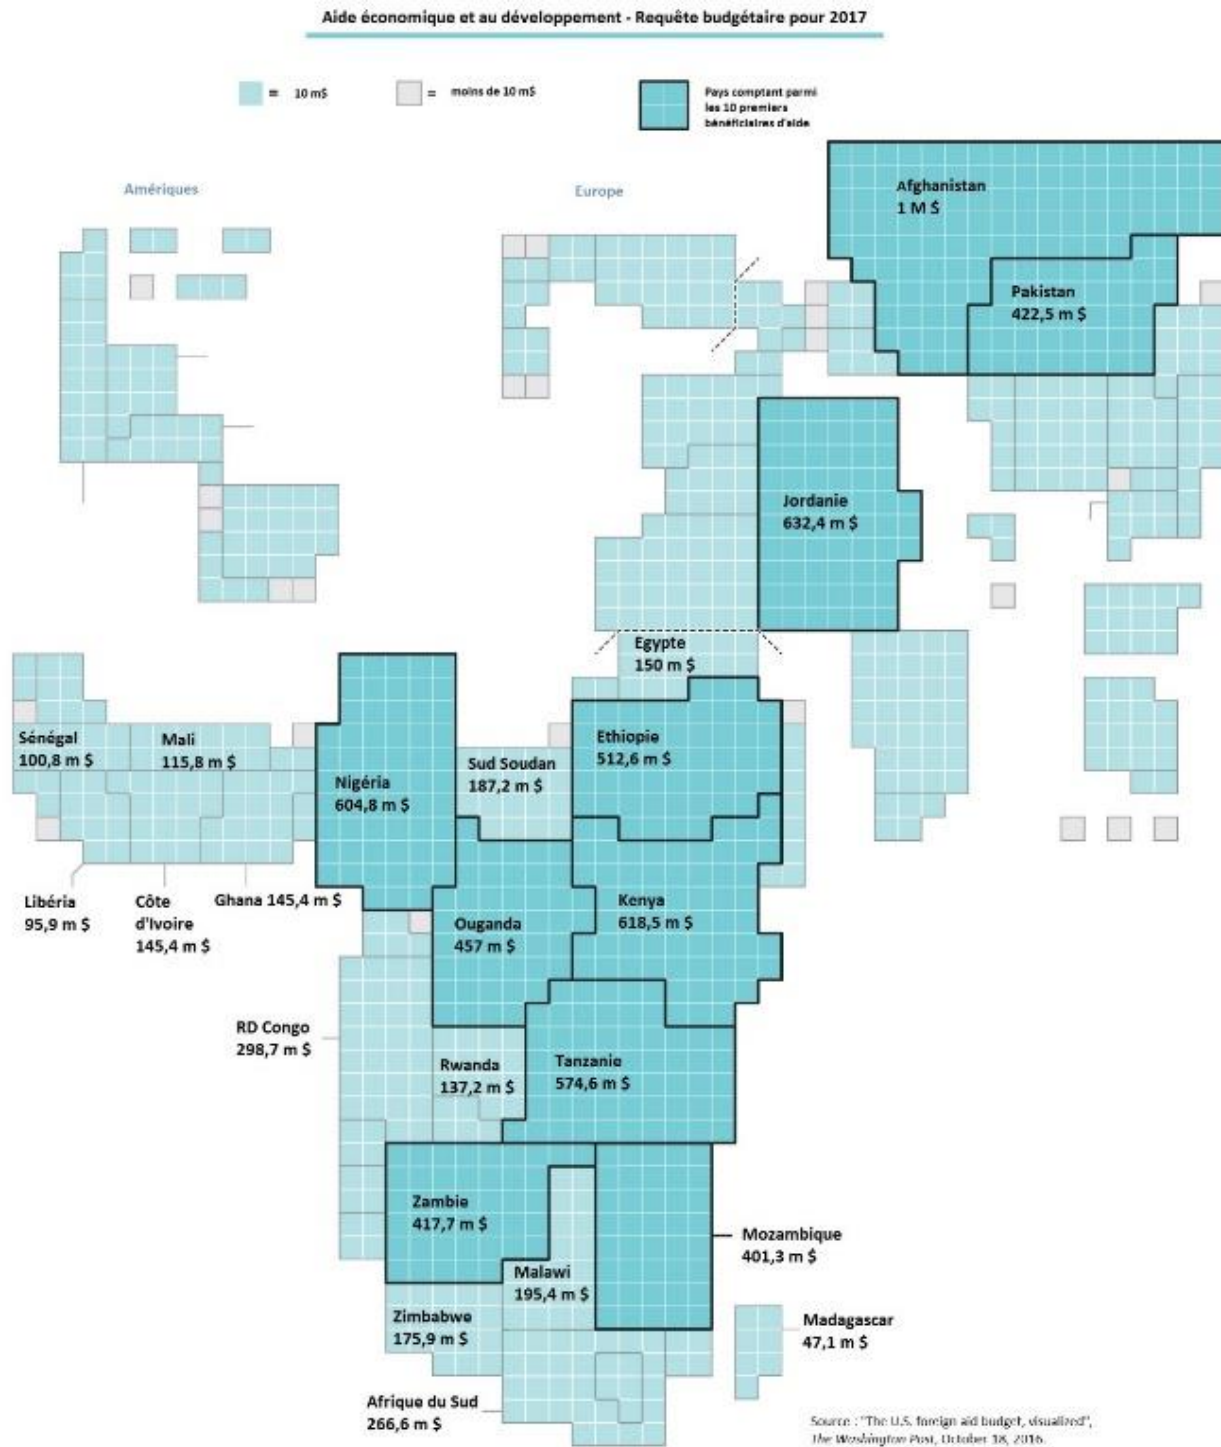 Aide économique et au développement - Requête budgétaire pour 2017
= 10 m$
= moins de 10 m$
Pays comptant parmi
les 10 premiers
bénéficiaires d'aide
Amériques
Europe
Afghanistan
1 M $
Pakistan
422,5 m $
Jordanie
632,4 m $
Egypte
150 m $
Sénégal
100,8 m $
Mali
115,8 m $
Nigéria
604,8 m $
Sud Soudan
187,2 m $
Ethiopie
512,6 m $
Libéria
95,9 m $
Côte
d'Ivoire
145,4 m $
Ghana 145,4 m $
Ouganda
457 m $
Kenya
618,5 m $
RD Congo
298,7 m $
Rwanda
137,2 m $
Tanzanie
574,6 m $
Zambie
417,7 m $
Mozambique
401,3 m $
Malawi
195,4 m $
Zimbabwe
175,9 m $
Madagascar
47,1 m $
Afrique du Sud
266,6 m $
Source : "The U.S. foreign aid budget, visualized",
The Washington Post, October 18, 2016.